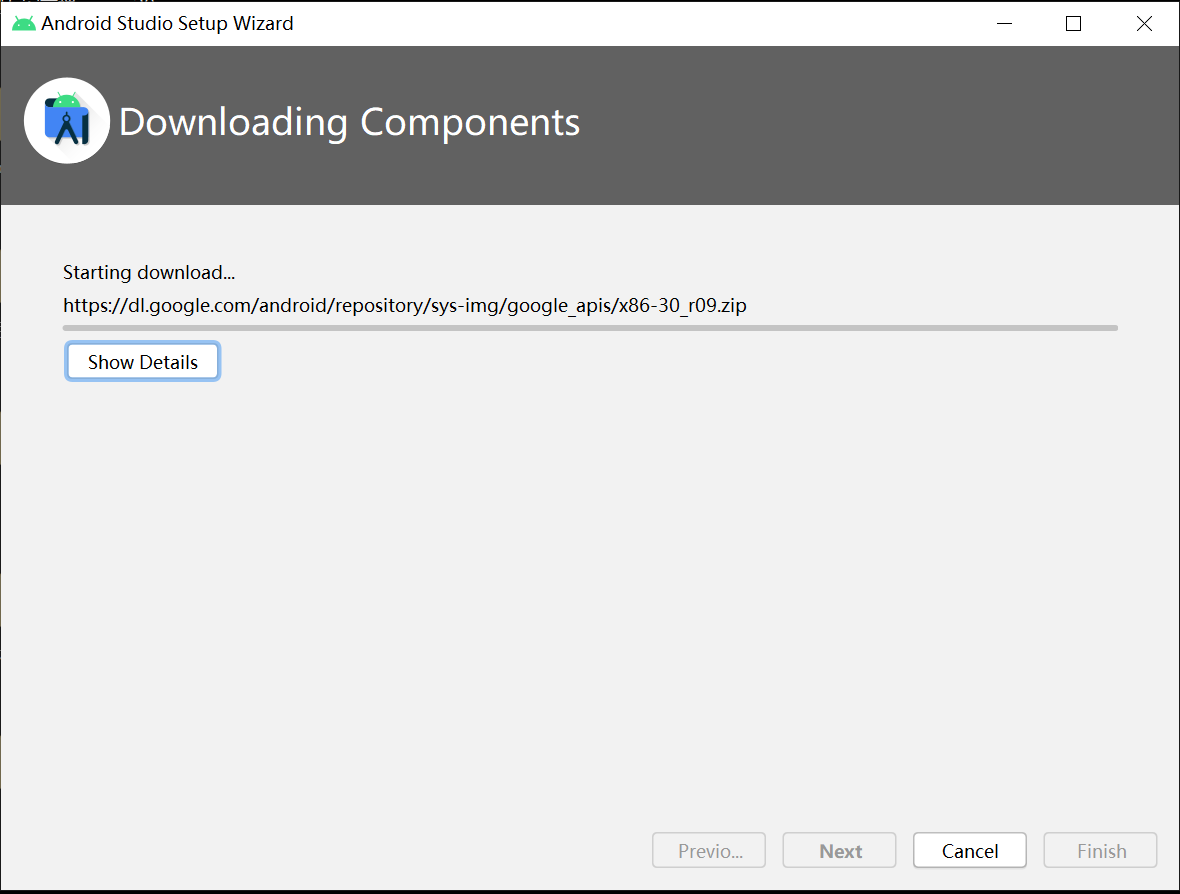 Android Studio Setup Wizard
Downloading Components
Starting download...
https://dl.google.com/android/repository/sys-img/google_apis/x86-30_r09.zip
Show Details
Previo... Next Cancel Finish